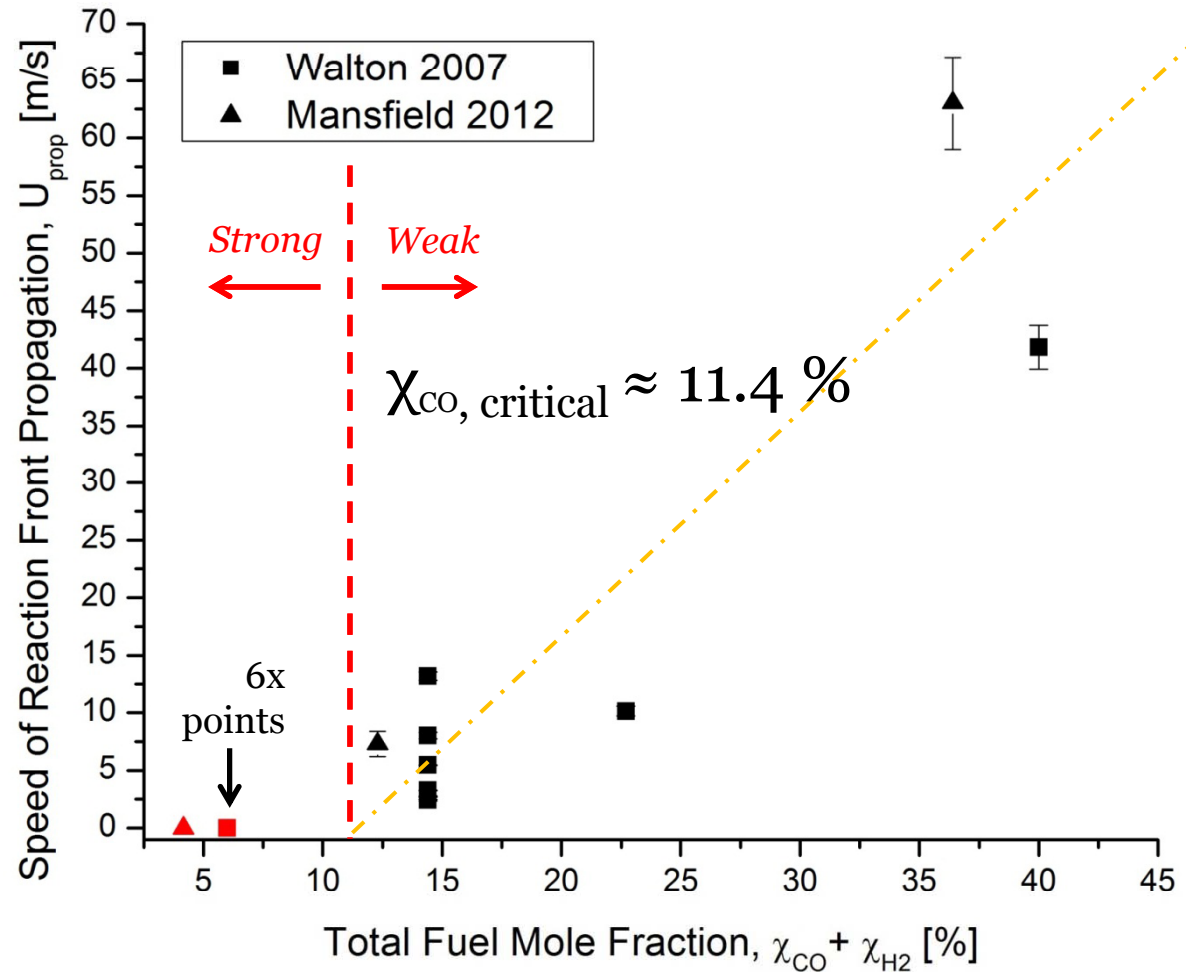 Speed of Reaction Front Propagation, U_prop [m/s]
70
65
60
55
50
45
40
35
30
25
20
15
10
5
0
Walton 2007
Mansfield 2012
Strong
Weak
χCO, critical ≈ 11.4 %
6x
points
5 10 15 20 25 30 35 40 45
Total Fuel Mole Fraction, χ_CO + χ_H2 [%]